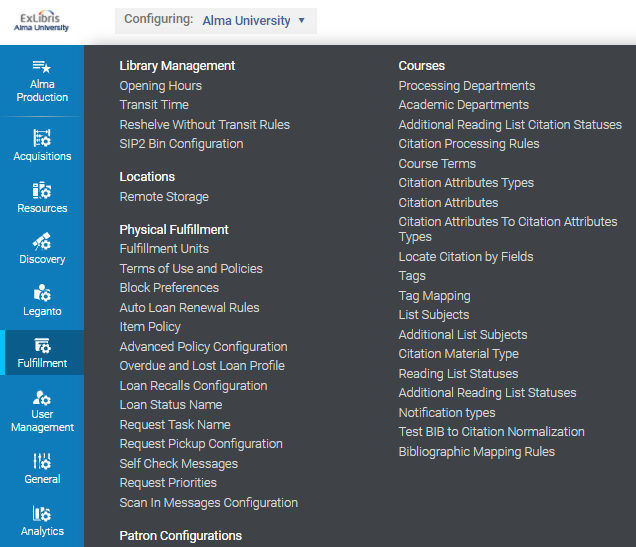 ExLibris
Alma University
Configuring: Alma University
Alma
Production
Acquisitions
Resources
Discovery
Leganto
Fulfillment
User
Management
General
Analytics
Library Management
Opening Hours
Transit Time
Reshelve Without Transit Rules
SIP2 Bin Configuration
Locations
Remote Storage
Physical Fulfillment
Fulfillment Units
Terms of Use and Policies
Block Preferences
Auto Loan Renewal Rules
Item Policy
Advanced Policy Configuration
Overdue and Lost Loan Profile
Loan Recalls Configuration
Loan Status Name
Request Task Name
Request Pickup Configuration
Self Check Messages
Request Priorities
Scan In Messages Configuration
Patron Configurations
Courses
Processing Departments
Academic Departments
Additional Reading List Citation Statuses
Citation Processing Rules
Course Terms
Citation Attributes Types
Citation Attributes
Citation Attributes To Citation Attributes
Types
Locate Citation by Fields
Tags
Tag Mapping
List Subjects
Additional List Subjects
Citation Material Type
Reading List Statuses
Additional Reading List Statuses
Notification types
Test BIB to Citation Normalization
Bibliographic Mapping Rules